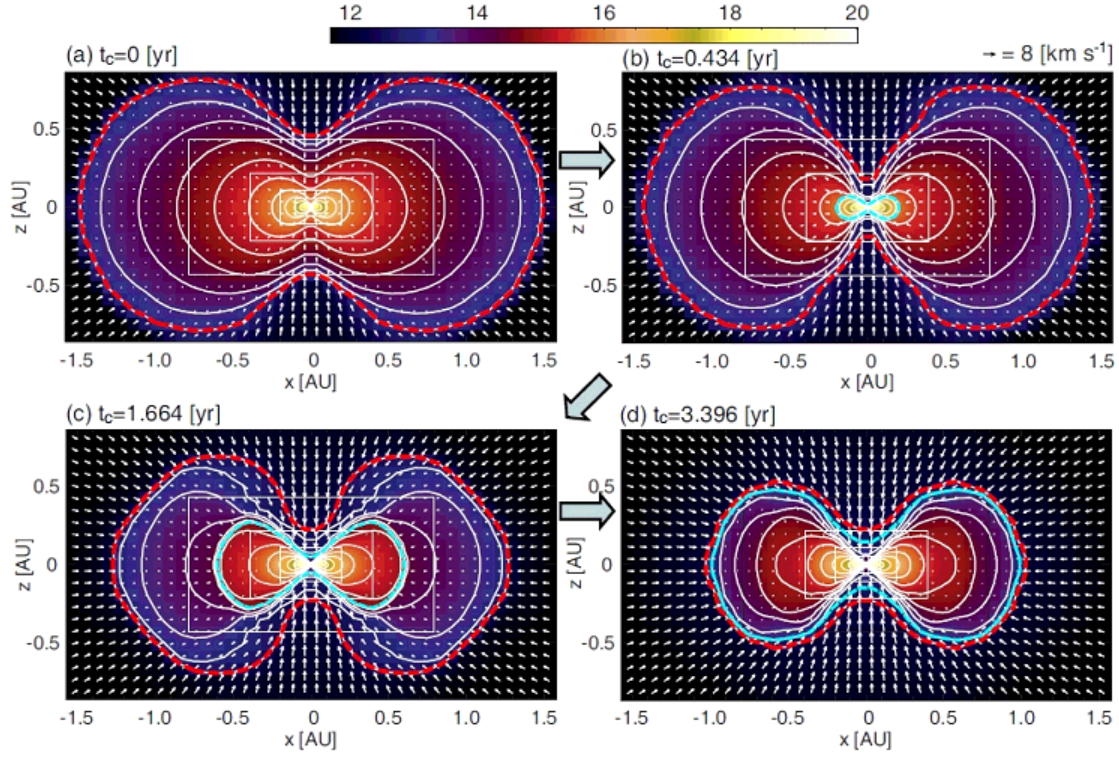 12 14 16 18 20
(a) t_c=0 [yr]
(b) t_c=0.434 [yr] = 8 [km s⁻¹]
z [AU]
0.5
0
-0.5
-1.5 -1.0 -0.5 0 0.5 1.0 1.5
x [AU]
z [AU]
0.5
0
-0.5
-1.5 -1.0 -0.5 0 0.5 1.0 1.5
x [AU]
(c) t_c=1.664 [yr]
(d) t_c=3.396 [yr]
z [AU]
0.5
0
-0.5
-1.5 -1.0 -0.5 0 0.5 1.0 1.5
x [AU]
z [AU]
0.5
0
-0.5
-1.5 -1.0 -0.5 0 0.5 1.0 1.5
x [AU]